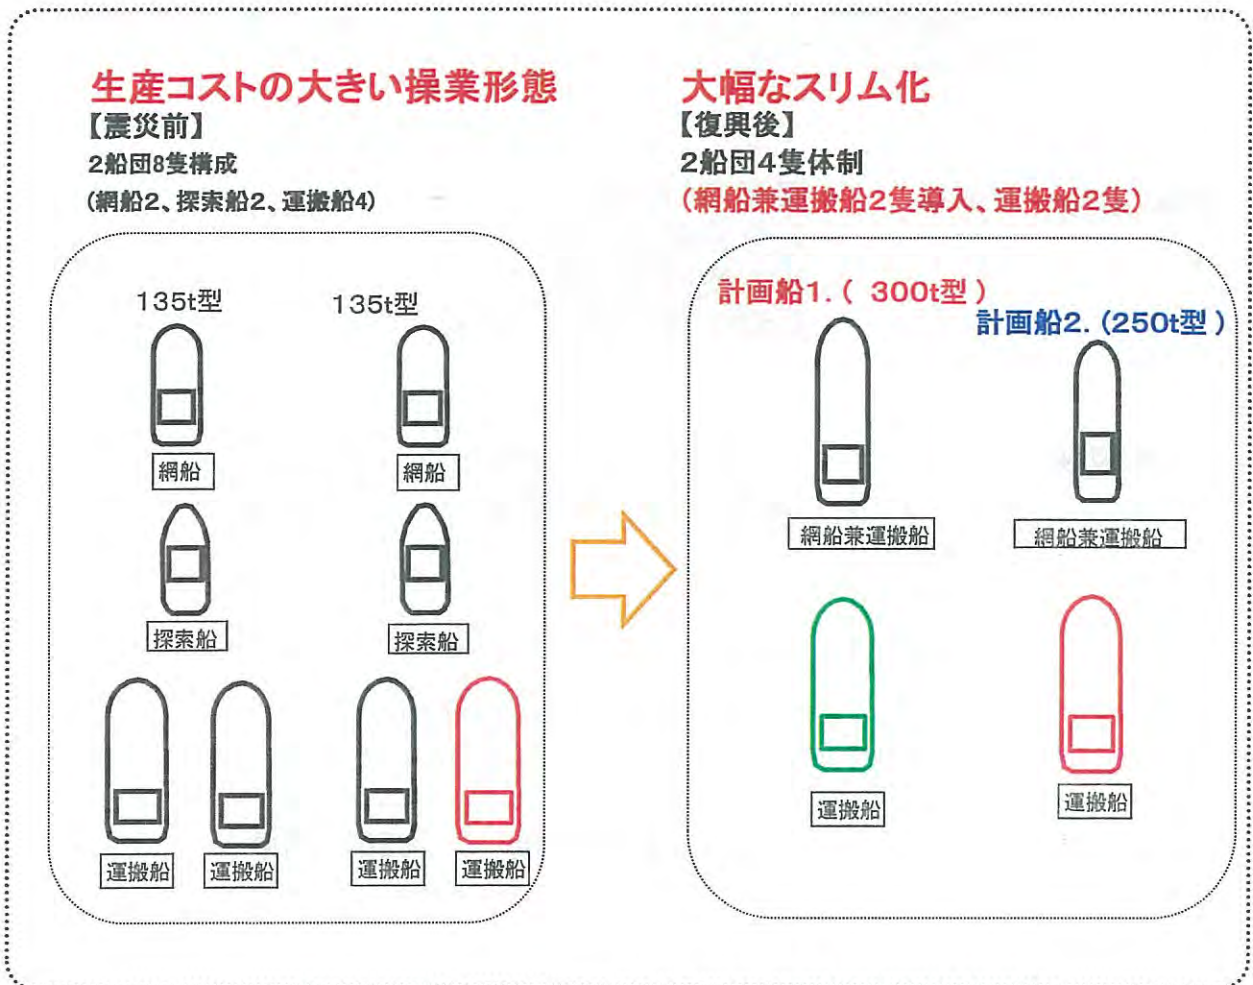 生産コストの大きい操業形態
【震災前】
2船団8隻構成
(網船2、探索船2、運搬船4)
135t型
135t型
網船
網船
探索船
探索船
運搬船
運搬船
運搬船
運搬船
大幅なスリム化
【復興後】
2船団4隻体制
(網船兼運搬船2隻導入、運搬船2隻)
計画船1.( 300t型 )
計画船2.(250t型 )
網船兼運搬船
網船兼運搬船
運搬船
運搬船